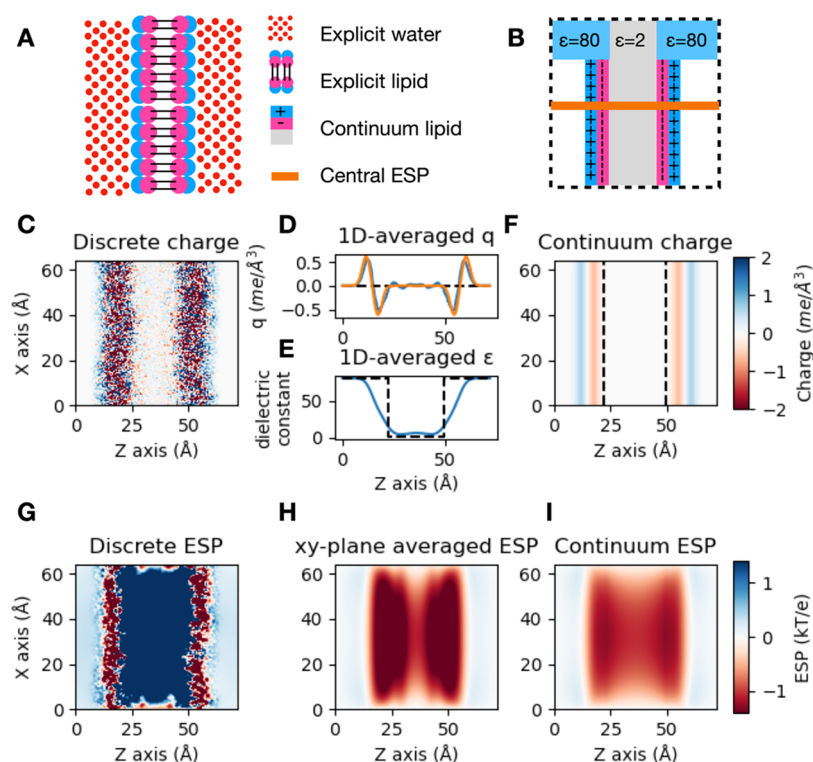 A
Explicit water
Explicit lipid
+
-
Continuum lipid
Central ESP
B
ε=80 ε=2 ε=80
C
Discrete charge
X axis (Å)
60
40
20
0
0 25 50
Z axis (Å)
D
1D-averaged q
q (me/Å³)
0.5
0.0
−0.5
0 50
E
1D-averaged ε
dielectric
constant
50
0
0 50
Z axis (Å)
F
Continuum charge
60
40
20
0
0 25 50
Z axis (Å)
2
1
0
−1
−2
Charge (me/Å³)
G
Discrete ESP
X axis (Å)
60
40
20
0
0 25 50
Z axis (Å)
H
xy-plane averaged ESP
60
40
20
0
0 25 50
Z axis (Å)
I
Continuum ESP
60
40
20
0
0 25 50
Z axis (Å)
1
0
−1
ESP (kT/e)